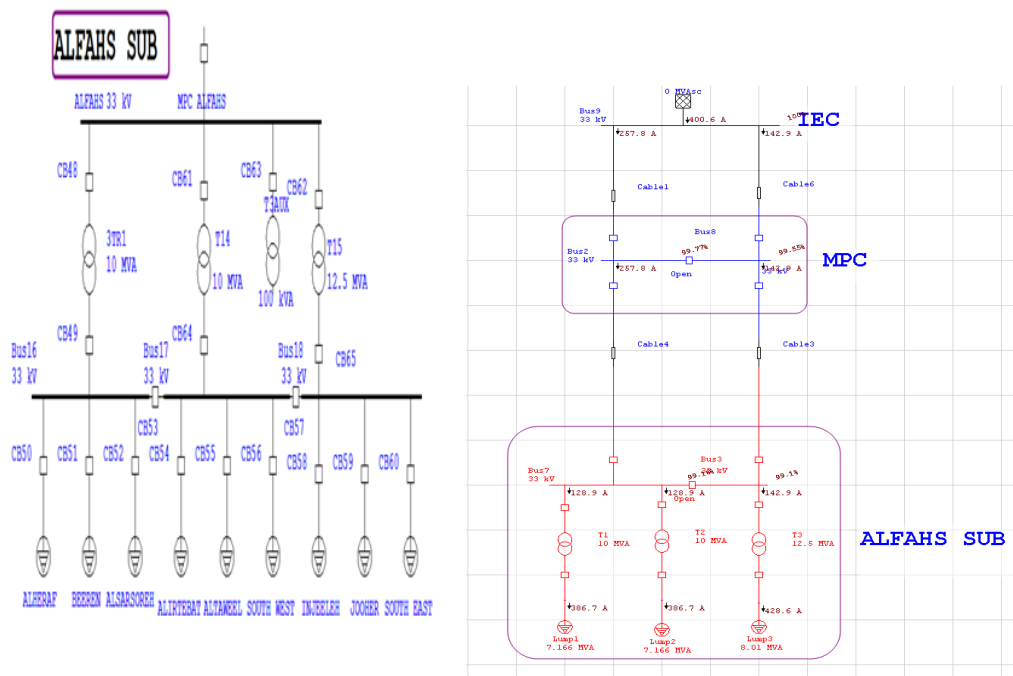 ALFAHS SUB
ALFAHS 33 kV
MPC ALFAHS
CB48
CB61
CB63
CB62
3TR1
10 MVA
T14
10 MVA
T3AUX
100 kVA
T15
12.5 MVA
CB49
CB64
CB65
Bus16
33 kV
Bus17
33 kV
Bus18
33 kV
CB53
CB57
CB50
CB51
CB52
CB54
CB55
CB56
CB58
CB59
CB60
ALHERAF
BEEREN
ALSARSOREH
ALIRTEBAT
ALTAWEEL
SOUTH WEST
INJEELEH
JOOHER
SOUTH EAST
0 MVAsc
Bus9
33 kV
400.6 A
IEC
257.8 A
142.9 A
Cable1
Cable6
Bus8
Bus2
33 kV
99.77%
99.55%
257.8 A
Open
MPC
Cable4
Cable3
Bus3
Bus7
33 kV
99.1%
128.9 A
128.9 A
142.9 A
Open
T1
10 MVA
T2
10 MVA
T3
12.5 MVA
ALFAHS SUB
386.7 A
386.7 A
428.6 A
Lump1
7.166 MVA
Lump2
7.166 MVA
Lump3
8.01 MVA